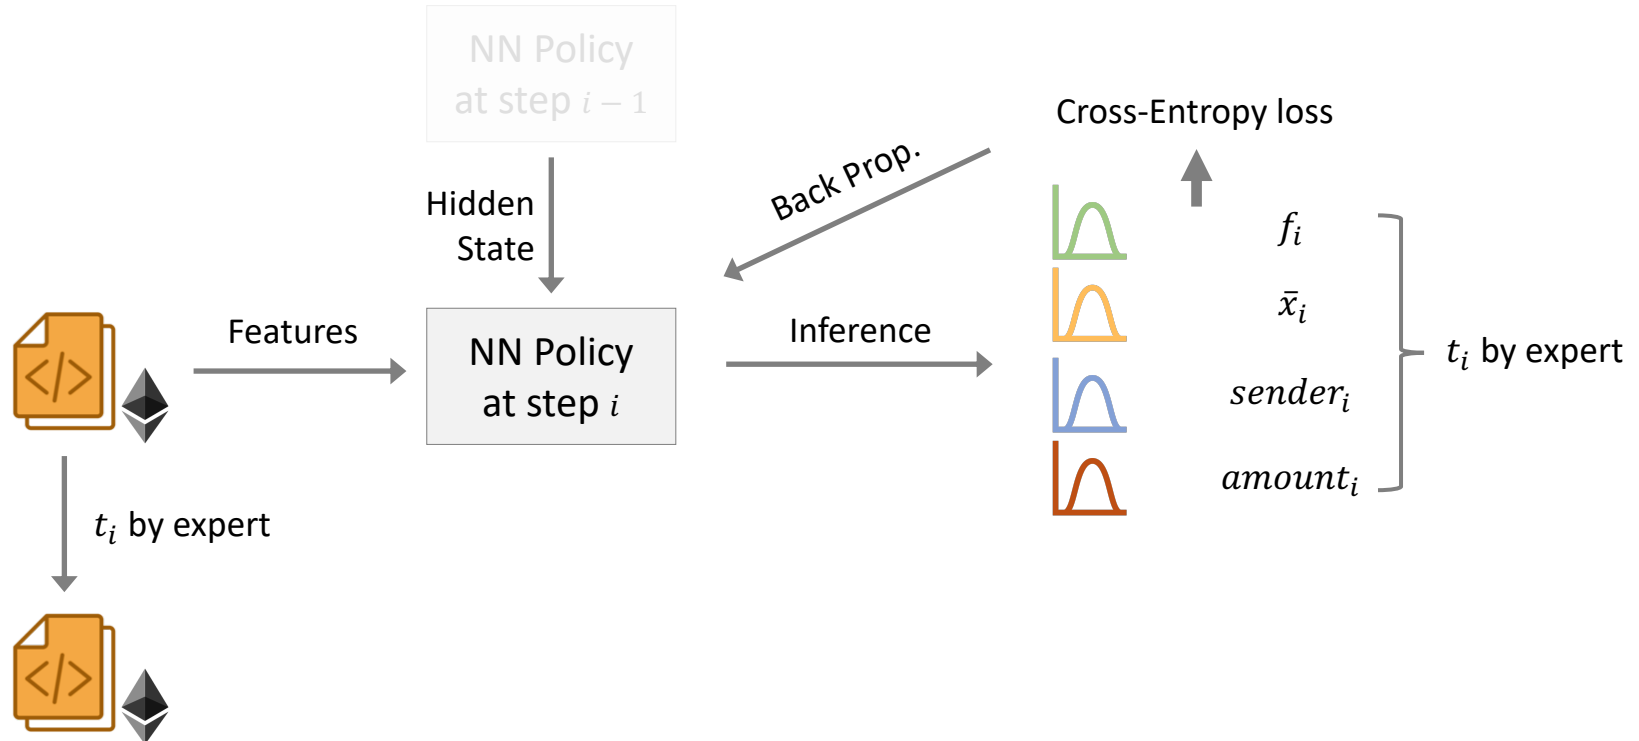 NN Policy
at step i − 1
Cross-Entropy loss
Back Prop.
Hidden
State
f_i
x̄_i
Features
Inference
NN Policy
at step i
t_i by expert
sender_i
amount_i
t_i by expert